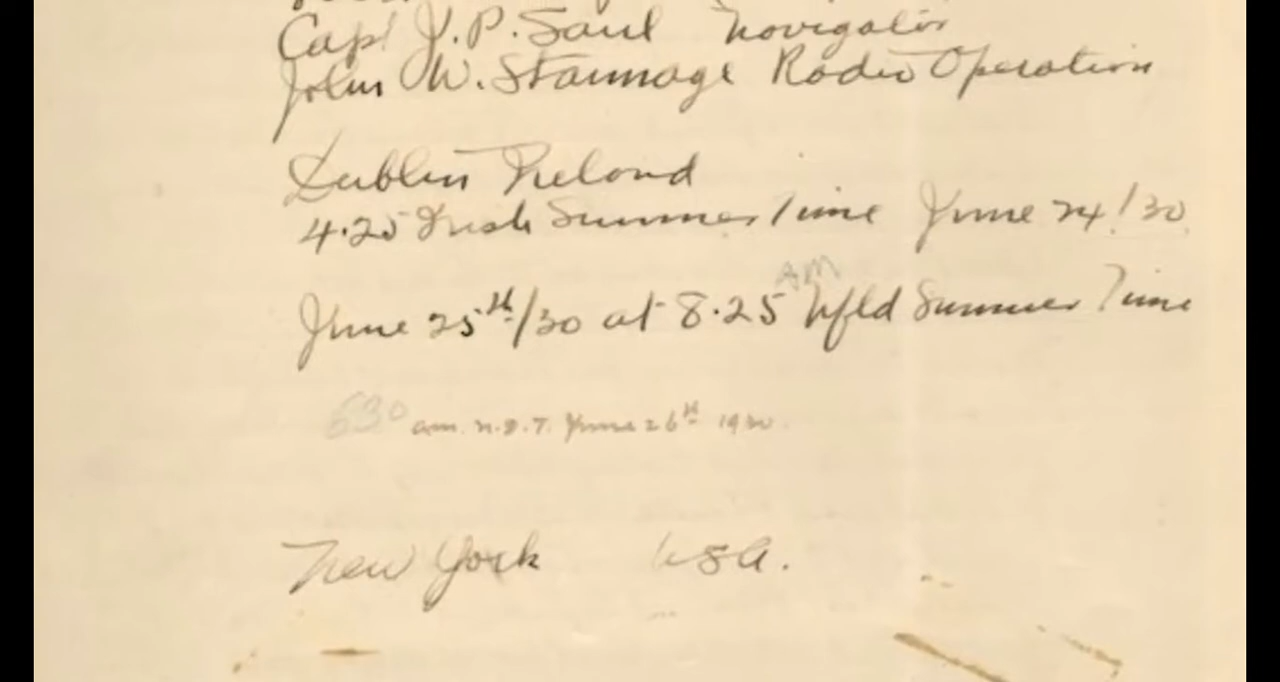 Capt J. P. Saul Navigator
John W. Stannage Radio Operation
Dublin Ireland
4.25 Irish Summer Time June 24/30
June 25th/30 at 8.25 AM Nfld Summer Time
630 am. n.s.T. June 26th 1930
New York USA.